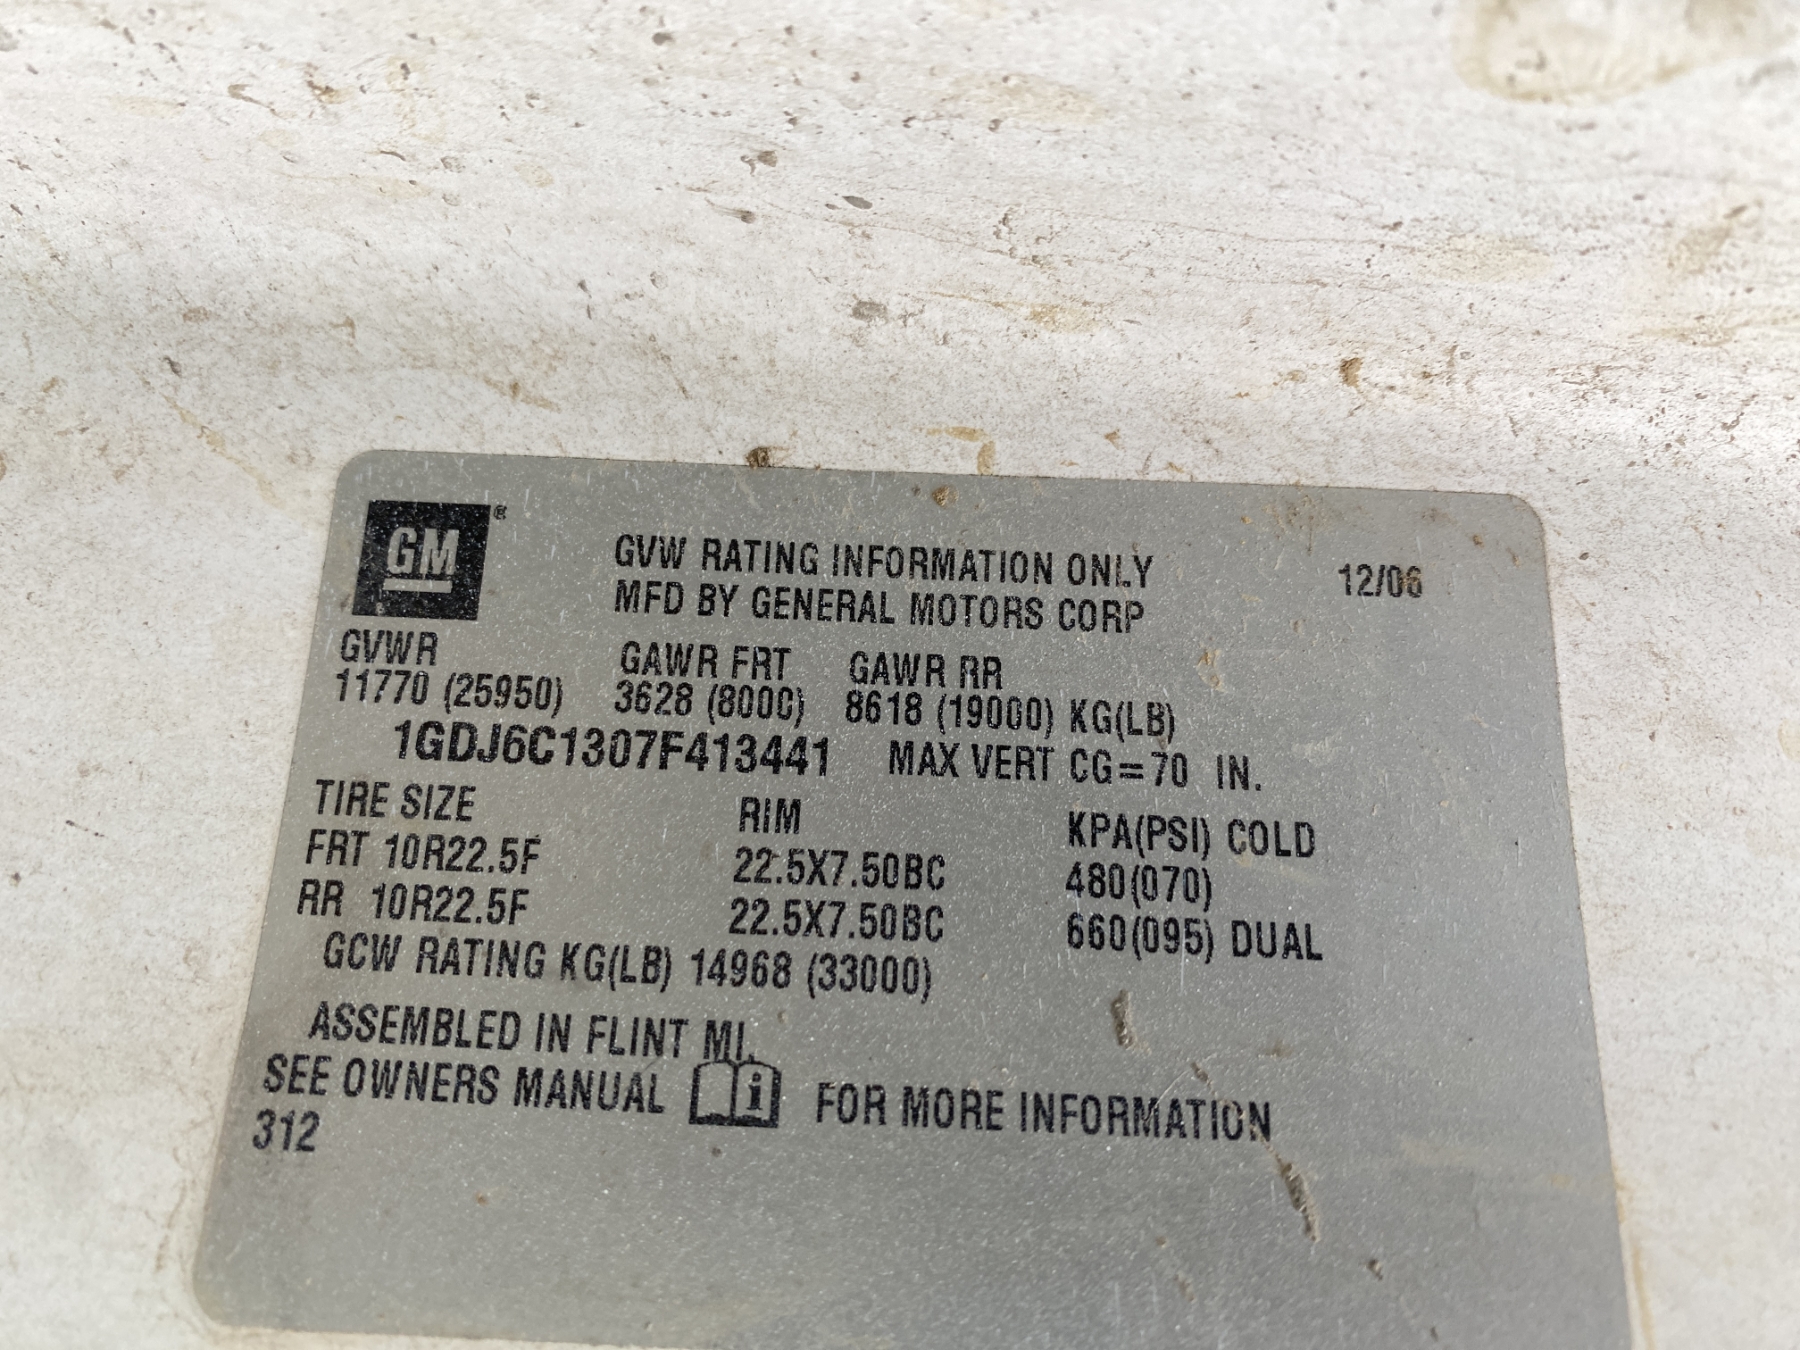 GM ®
GVW RATING INFORMATION ONLY 12/06
MFD BY GENERAL MOTORS CORP
GVWR GAWR FRT GAWR RR
11770 (25950) 3628 (8000) 8618 (19000) KG(LB)
1GDJ6C1307F413441 MAX VERT CG=70 IN.
TIRE SIZE RIM KPA(PSI) COLD
FRT 10R22.5F 22.5X7.50BC 480(070)
RR 10R22.5F 22.5X7.50BC 660(095) DUAL
GCW RATING KG(LB) 14968 (33000)
ASSEMBLED IN FLINT MI.
SEE OWNERS MANUAL i FOR MORE INFORMATION
312